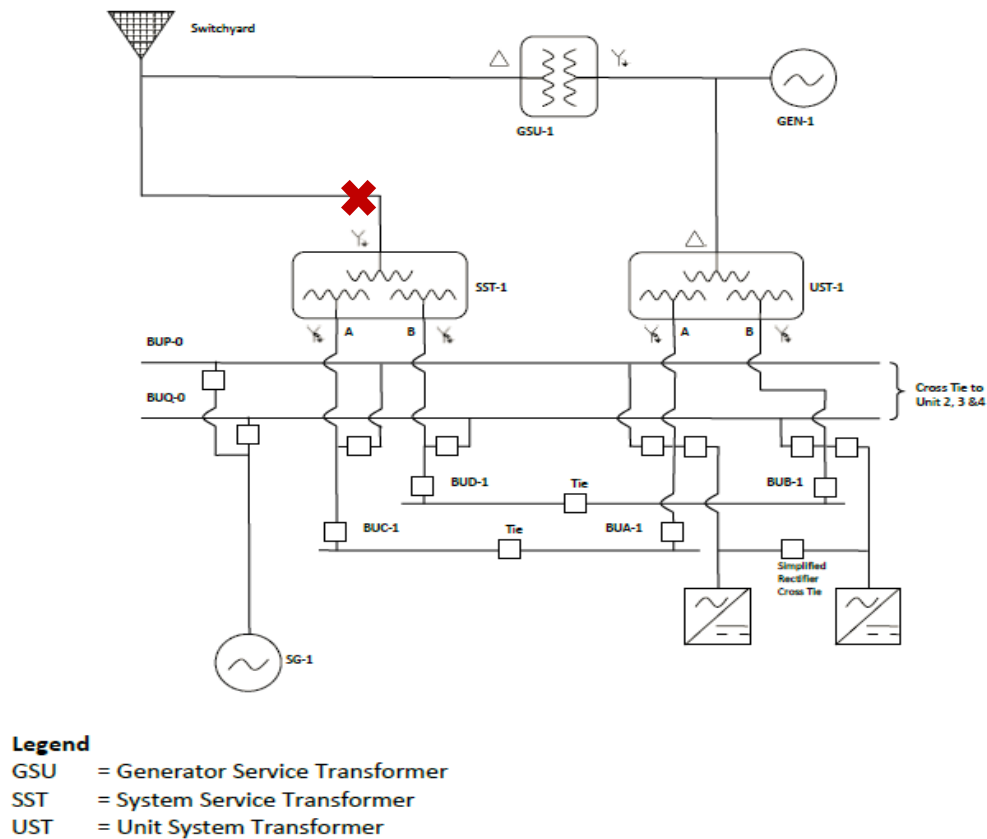 Switchyard
GSU-1
GEN-1
SST-1
UST-1
A
B
A
B
BUP-0
BUQ-0
Cross Tie to
Unit 2, 3 &4
BUD-1
Tie
BUB-1
BUC-1
Tie
BUA-1
Simplified
Rectifier
Cross Tie
SG-1
Legend
GSU = Generator Service Transformer
SST = System Service Transformer
UST = Unit System Transformer